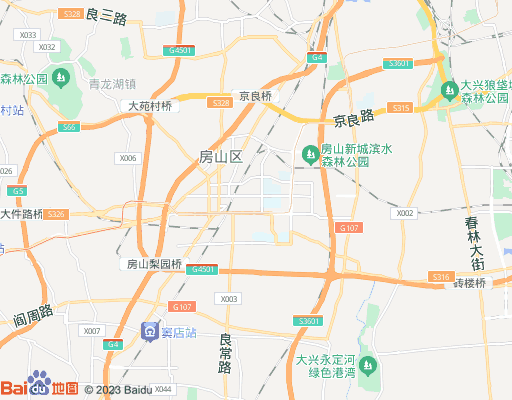 S328
良三路
X033
X032
G4501
G4
S3601
森林公园
青龙湖镇
京良桥
大兴狼垡城
森林公园
村站
大苑村桥
S328
京良路
S315
S66
X006
房山区
房山新城滨水
森林公园
026
G5
大件路桥
S326
X002
G107
春林大街
房山梨园桥
G4501
S316
砖楼桥
X003
G107
阎周路
X007
窦店站
S3601
G4
良常路
大兴永定河
绿色港湾
X044
Bai地图
© 2023 Baidu